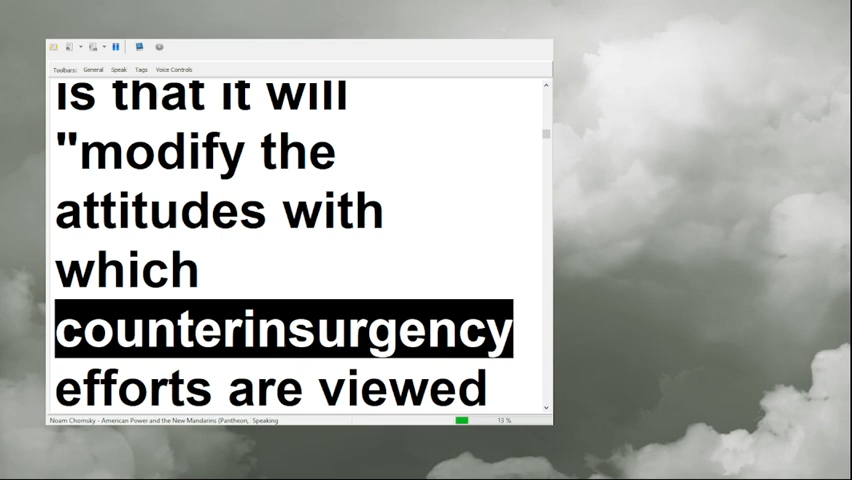 Toolbars: General Speak Tags Voice Controls
is that it will
"modify the
attitudes with
which
counterinsurgency
efforts are viewed
Noam Chomsky - American Power and the New Mandarins (Pantheon, Speaking 13 %